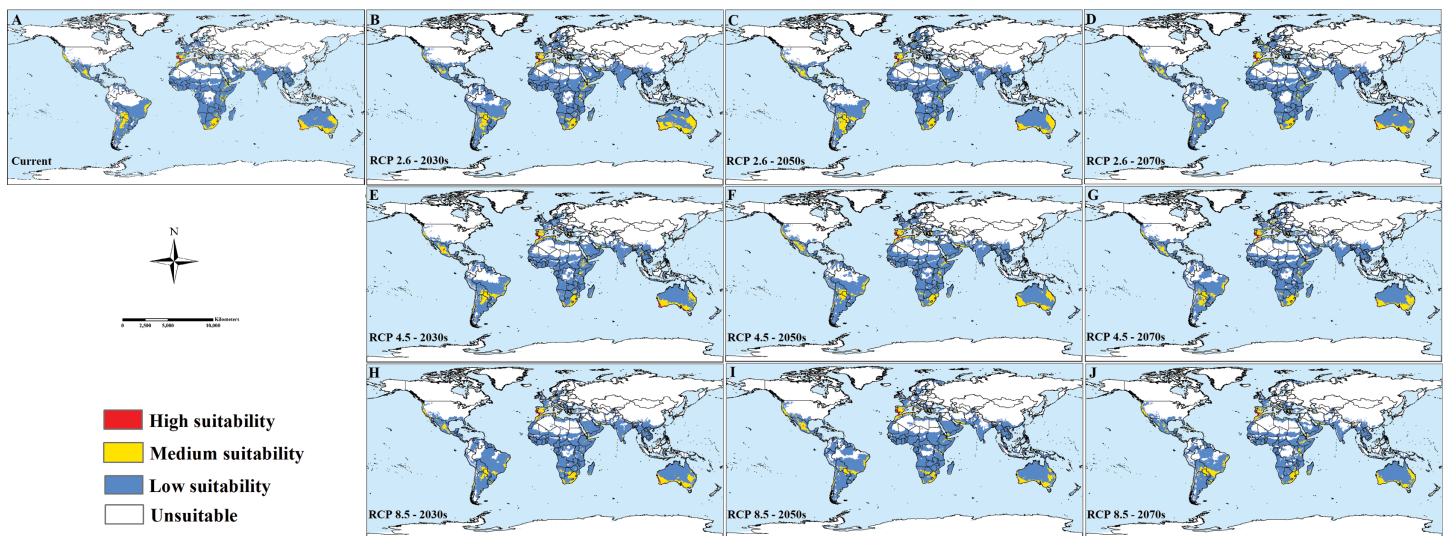 A
B
C
D
Current
RCP 2.6 - 2030s
RCP 2.6 - 2050s
RCP 2.6 - 2070s
E
F
G
N
Kilometers
0 2,500 5,000 10,000
RCP 4.5 - 2030s
RCP 4.5 - 2050s
RCP 4.5 - 2070s
H
I
J
High suitability
Medium suitability
Low suitability
Unsuitable
RCP 8.5 - 2030s
RCP 8.5 - 2050s
RCP 8.5 - 2070s